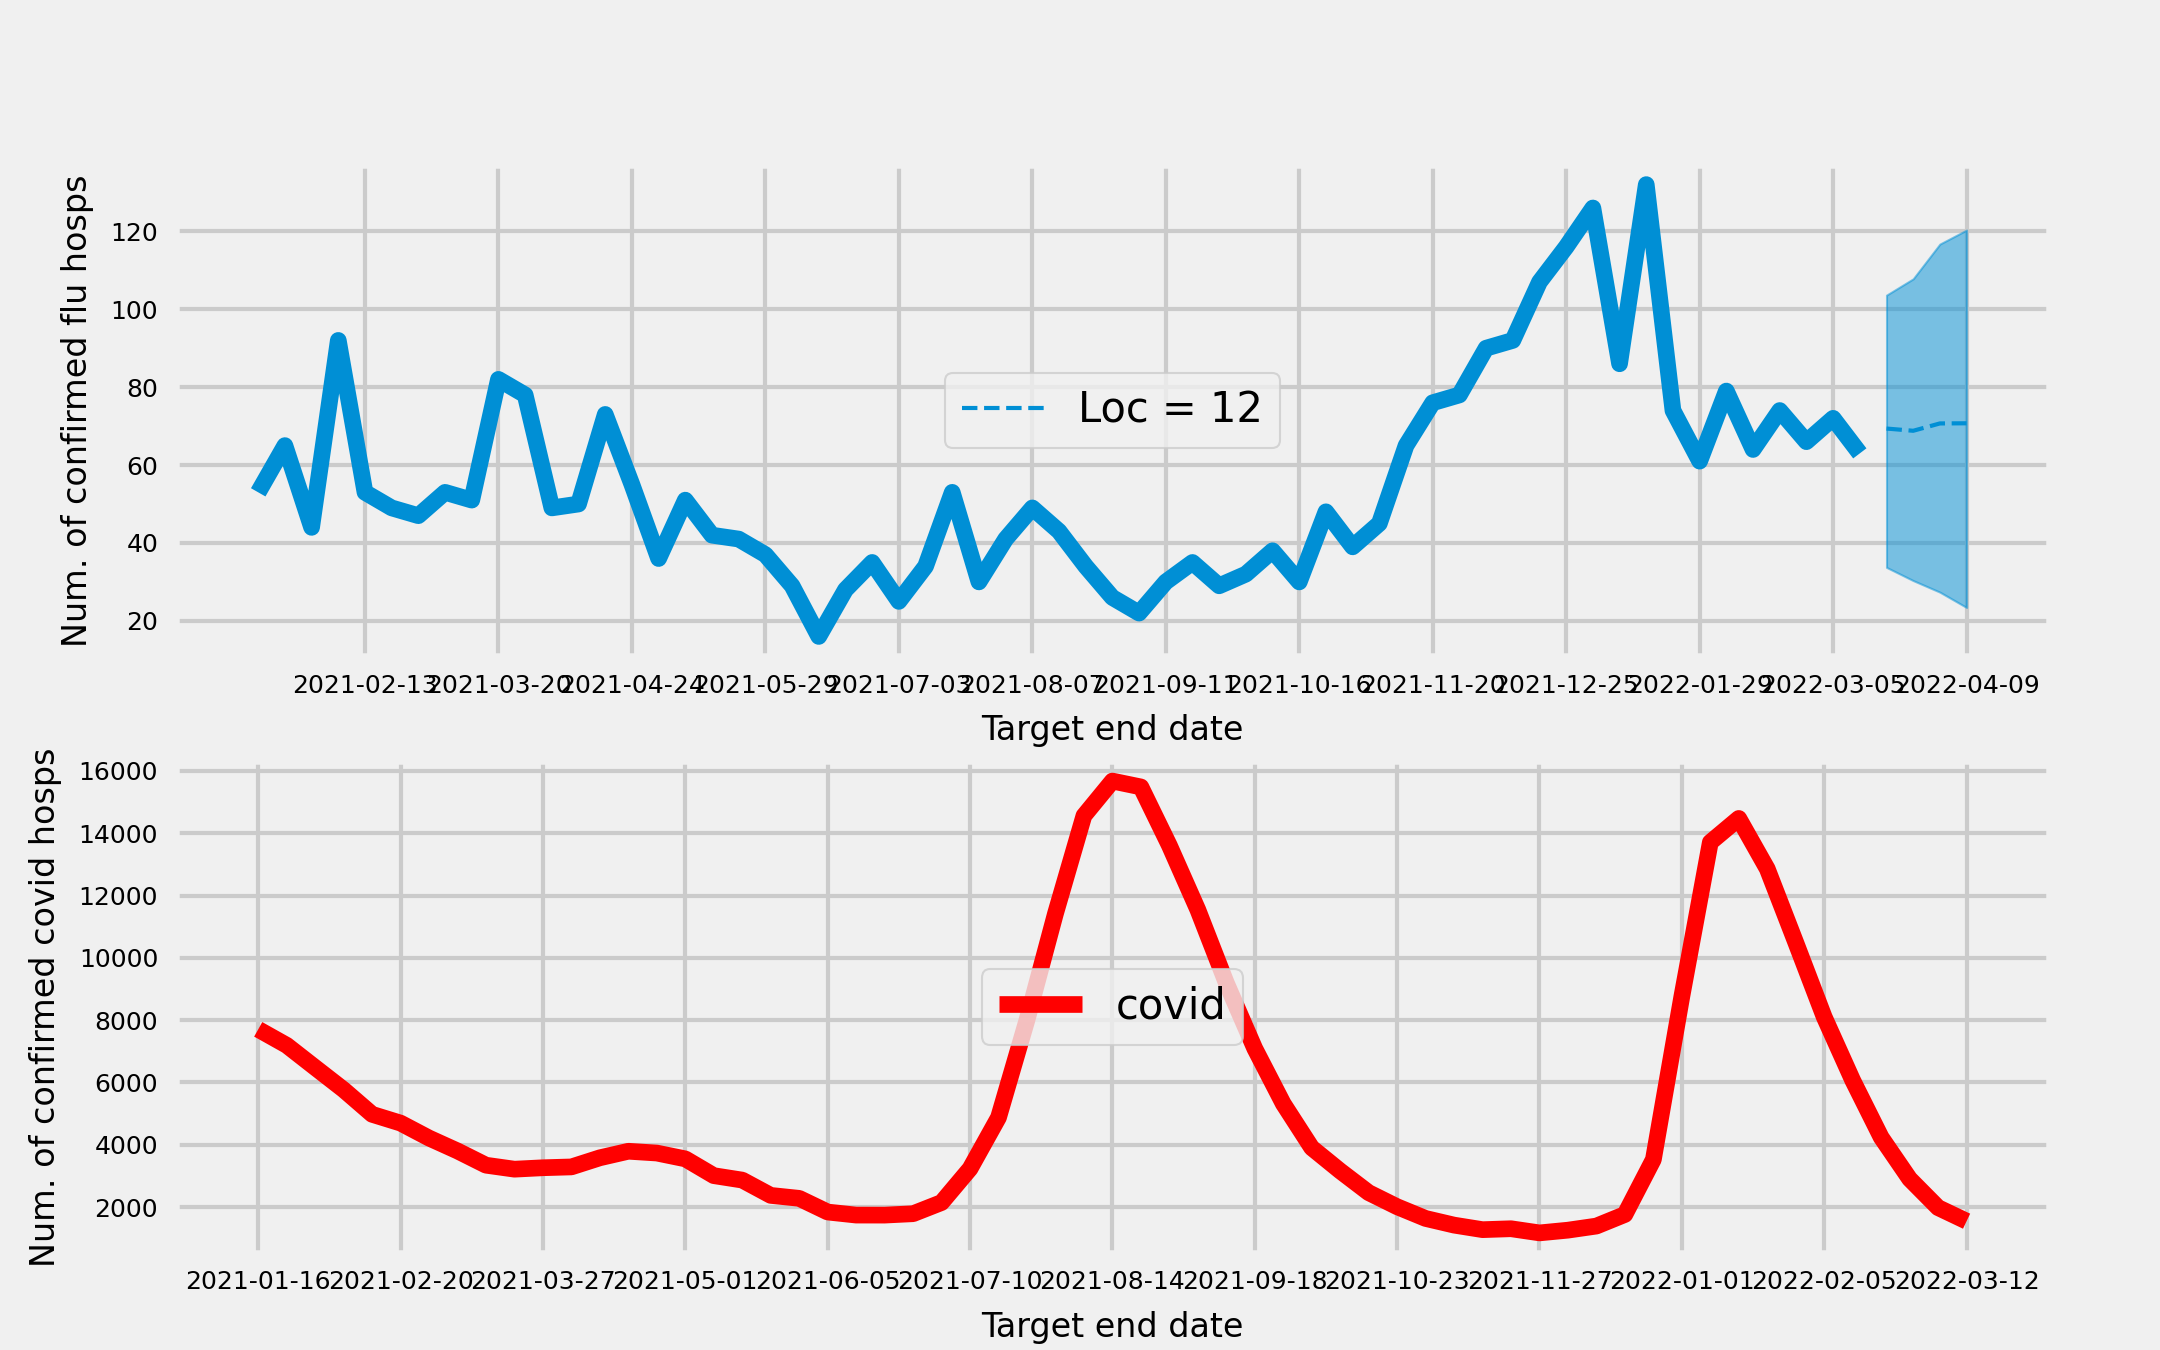 Num. of confirmed flu hosps
120
100
80
60
40
20
Loc = 12
2021-02-13 2021-03-20 2021-04-24 2021-05-29 2021-07-03 2021-08-07 2021-09-11 2021-10-16 2021-11-20 2021-12-25 2022-01-29 2022-03-05 2022-04-09
Target end date
Num. of confirmed covid hosps
16000
14000
12000
10000
8000
6000
4000
2000
covid
2021-01-16 2021-02-20 2021-03-27 2021-05-01 2021-06-05 2021-07-10 2021-08-14 2021-09-18 2021-10-23 2021-11-27 2022-01-01 2022-02-05 2022-03-12
Target end date